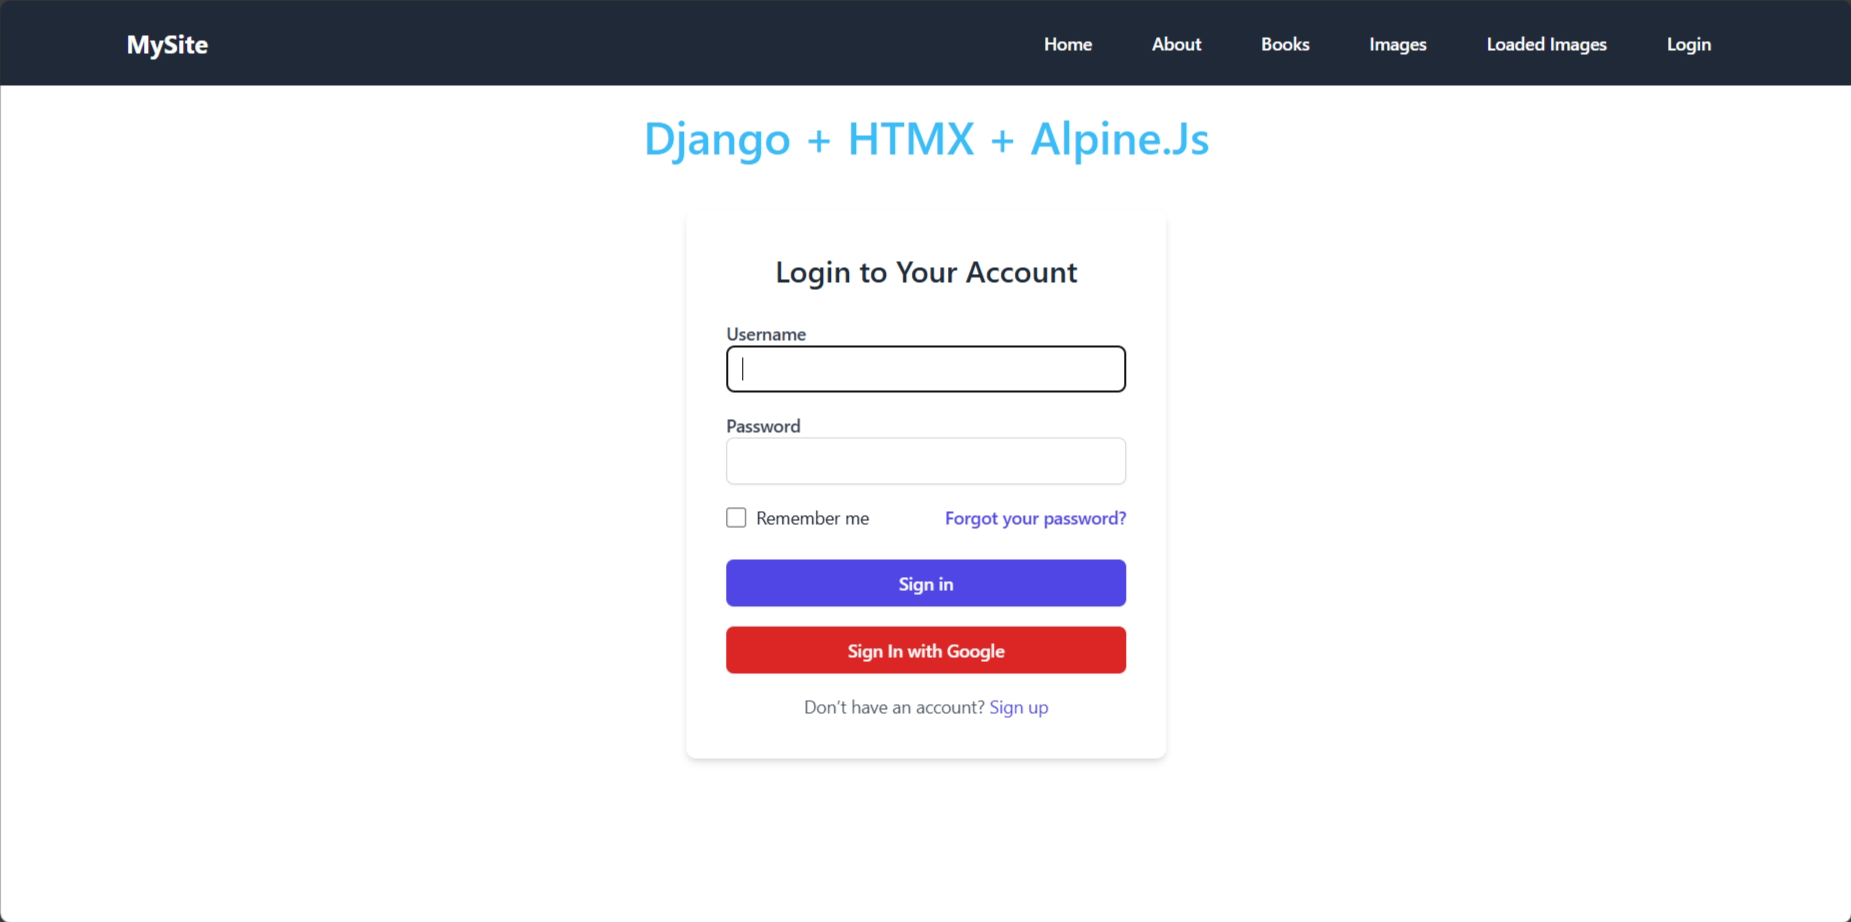 MySite Home About Books Images Loaded Images Login
Django + HTMX + Alpine.Js
Login to Your Account
Username
Password
Remember me Forgot your password?
Sign in
Sign In with Google
Don't have an account? Sign up